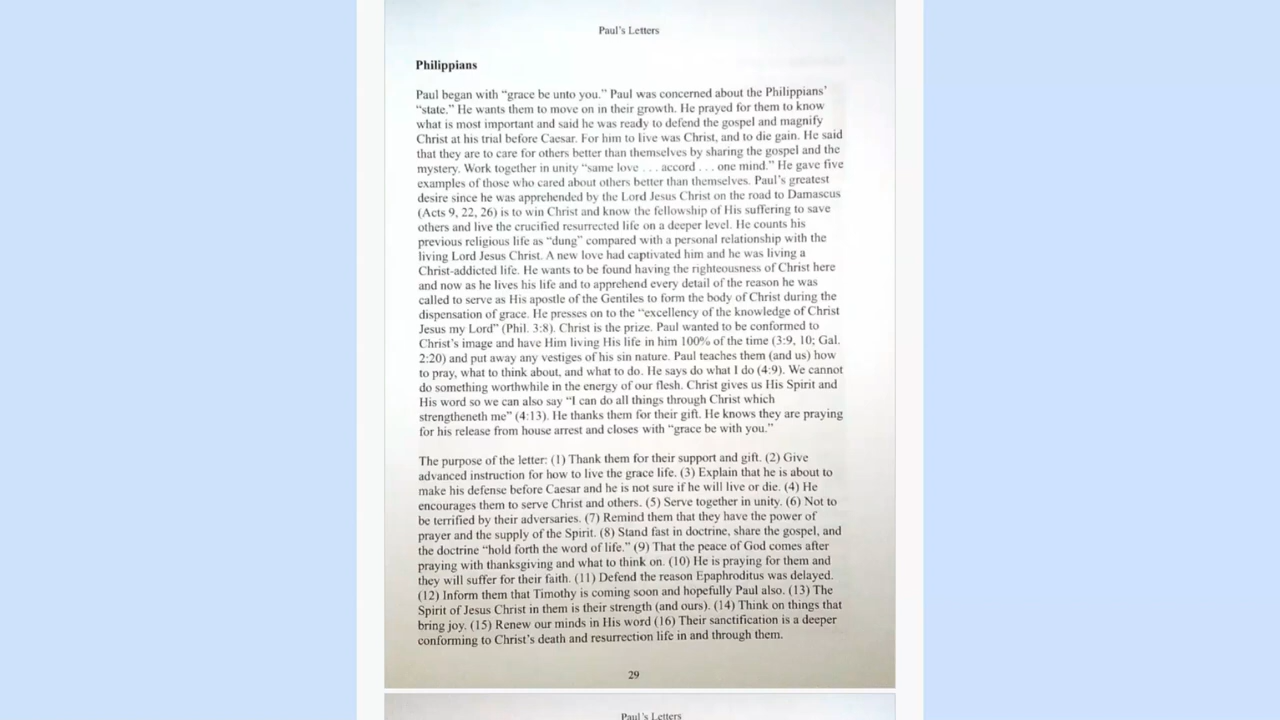 Paul's Letters
Philippians
Paul began with “grace be unto you.” Paul was concerned about the Philippians’
“state.” He wants them to move on in their growth. He prayed for them to know
what is most important and said he was ready to defend the gospel and magnify
Christ at his trial before Caesar. For him to live was Christ, and to die gain. He said
that they are to care for others better than themselves by sharing the gospel and the
mystery. Work together in unity “same love . . . accord . . . one mind.” He gave five
examples of those who cared about others better than themselves. Paul’s greatest
desire since he was apprehended by the Lord Jesus Christ on the road to Damascus
(Acts 9, 22, 26) is to win Christ and know the fellowship of His suffering to save
others and live the crucified resurrected life on a deeper level. He counts his
previous religious life as “dung” compared with a personal relationship with the
living Lord Jesus Christ. A new love had captivated him and he was living a
Christ-addicted life. He wants to be found having the righteousness of Christ here
and now as he lives his life and to apprehend every detail of the reason he was
called to serve as His apostle of the Gentiles to form the body of Christ during the
dispensation of grace. He presses on to the “excellency of the knowledge of Christ
Jesus my Lord” (Phil. 3:8). Christ is the prize. Paul wanted to be conformed to
Christ’s image and have Him living His life in him 100% of the time (3:9, 10; Gal.
2:20) and put away any vestiges of his sin nature. Paul teaches them (and us) how
to pray, what to think about, and what to do. He says do what I do (4:9). We cannot
do something worthwhile in the energy of our flesh. Christ gives us His Spirit and
His word so we can also say “I can do all things through Christ which
strengtheneth me” (4:13). He thanks them for their gift. He knows they are praying
for his release from house arrest and closes with “grace be with you.”
The purpose of the letter: (1) Thank them for their support and gift. (2) Give
advanced instruction for how to live the grace life. (3) Explain that he is about to
make his defense before Caesar and he is not sure if he will live or die. (4) He
encourages them to serve Christ and others. (5) Serve together in unity. (6) Not to
be terrified by their adversaries. (7) Remind them that they have the power of
prayer and the supply of the Spirit. (8) Stand fast in doctrine, share the gospel, and
the doctrine “hold forth the word of life.” (9) That the peace of God comes after
praying with thanksgiving and what to think on. (10) He is praying for them and
they will suffer for their faith. (11) Defend the reason Epaphroditus was delayed.
(12) Inform them that Timothy is coming soon and hopefully Paul also. (13) The
Spirit of Jesus Christ in them is their strength (and ours). (14) Think on things that
bring joy. (15) Renew our minds in His word (16) Their sanctification is a deeper
conforming to Christ’s death and resurrection life in and through them.
29
Paul's Letters